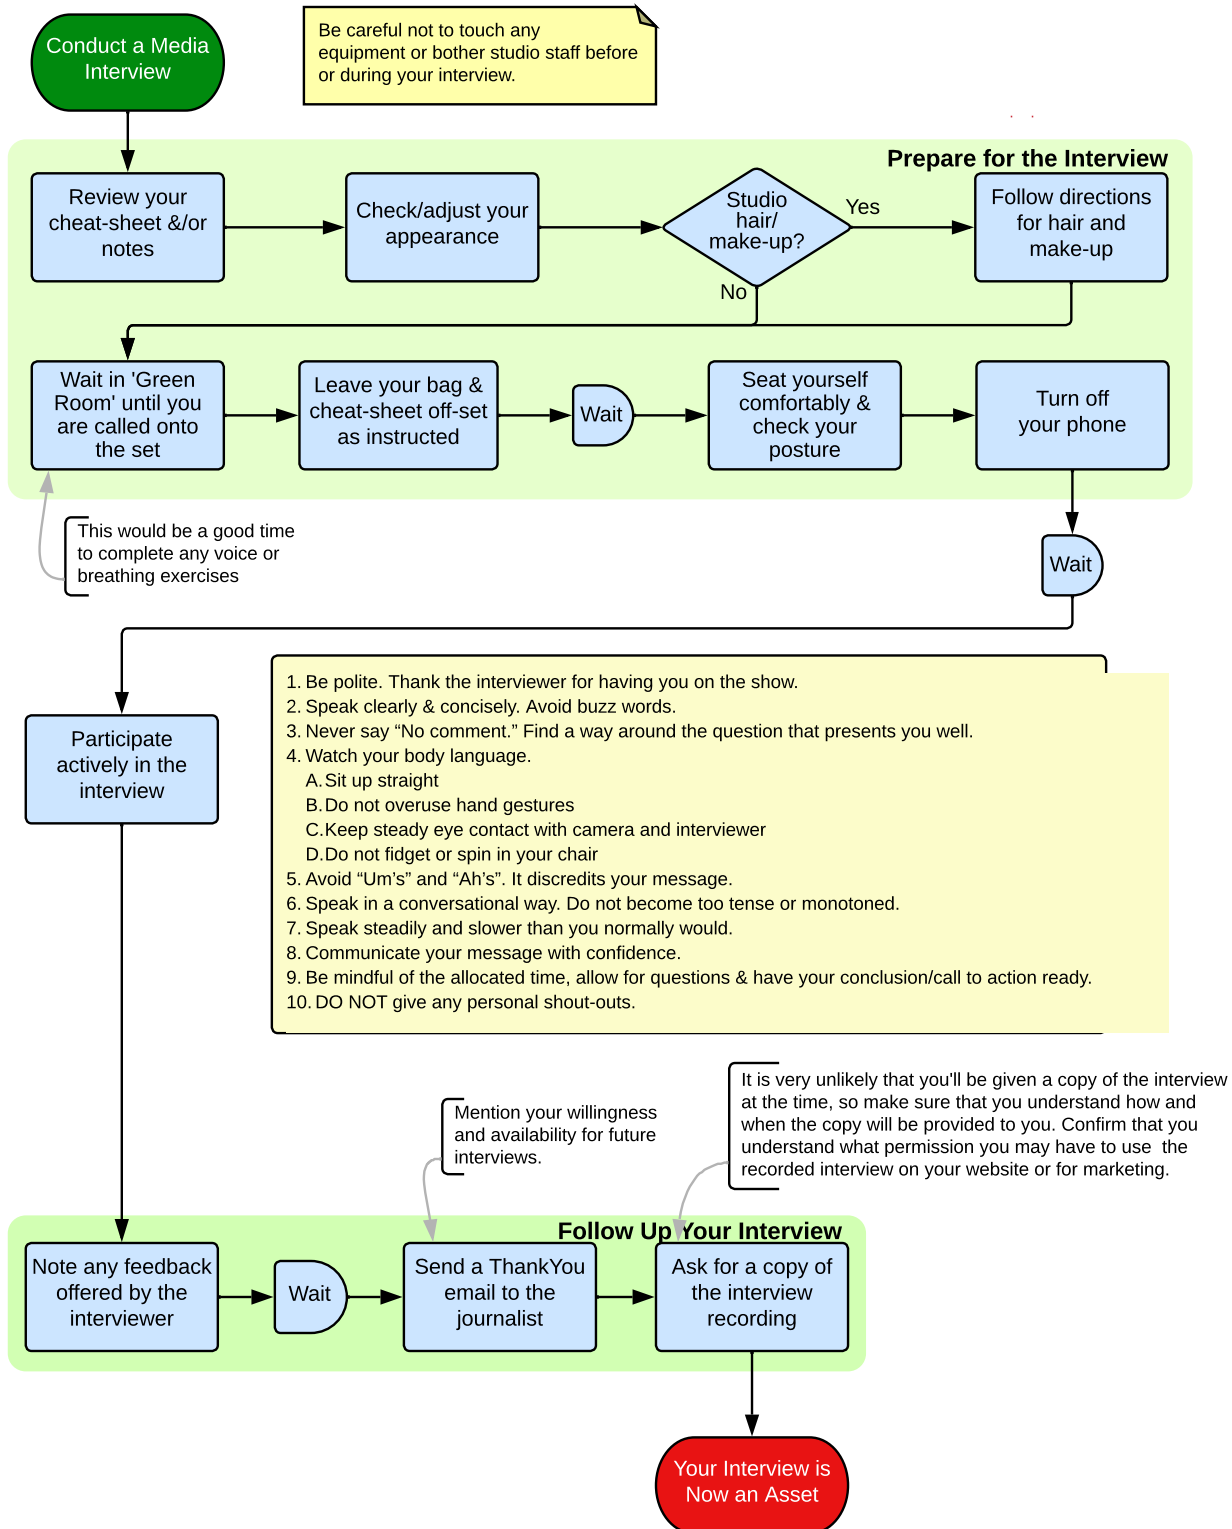 Conduct a Media
Interview
Be careful not to touch any
equipment or bother studio staff before
or during your interview.
Prepare for the Interview
Review your
cheat-sheet &/or
notes
Check/adjust your
appearance
Studio
hair/
make-up?
Yes
No
Follow directions
for hair and
make-up
Wait in 'Green
Room' until you
are called onto
the set
Leave your bag &
cheat-sheet off-set
as instructed
Wait
Seat yourself
comfortably &
check your
posture
Turn off
your phone
This would be a good time
to complete any voice or
breathing exercises
Wait
Participate
actively in the
interview
1. Be polite. Thank the interviewer for having you on the show.
2. Speak clearly & concisely. Avoid buzz words.
3. Never say “No comment.” Find a way around the question that presents you well.
4. Watch your body language.
A. Sit up straight
B. Do not overuse hand gestures
C. Keep steady eye contact with camera and interviewer
D. Do not fidget or spin in your chair
5. Avoid “Um’s” and “Ah’s”. It discredits your message.
6. Speak in a conversational way. Do not become too tense or monotoned.
7. Speak steadily and slower than you normally would.
8. Communicate your message with confidence.
9. Be mindful of the allocated time, allow for questions & have your conclusion/call to action ready.
10. DO NOT give any personal shout-outs.
Mention your willingness
and availability for future
interviews.
It is very unlikely that you'll be given a copy of the interview
at the time, so make sure that you understand how and
when the copy will be provided to you. Confirm that you
understand what permission you may have to use the
recorded interview on your website or for marketing.
Follow Up Your Interview
Note any feedback
offered by the
interviewer
Wait
Send a ThankYou
email to the
journalist
Ask for a copy of
the interview
recording
Your Interview is
Now an Asset